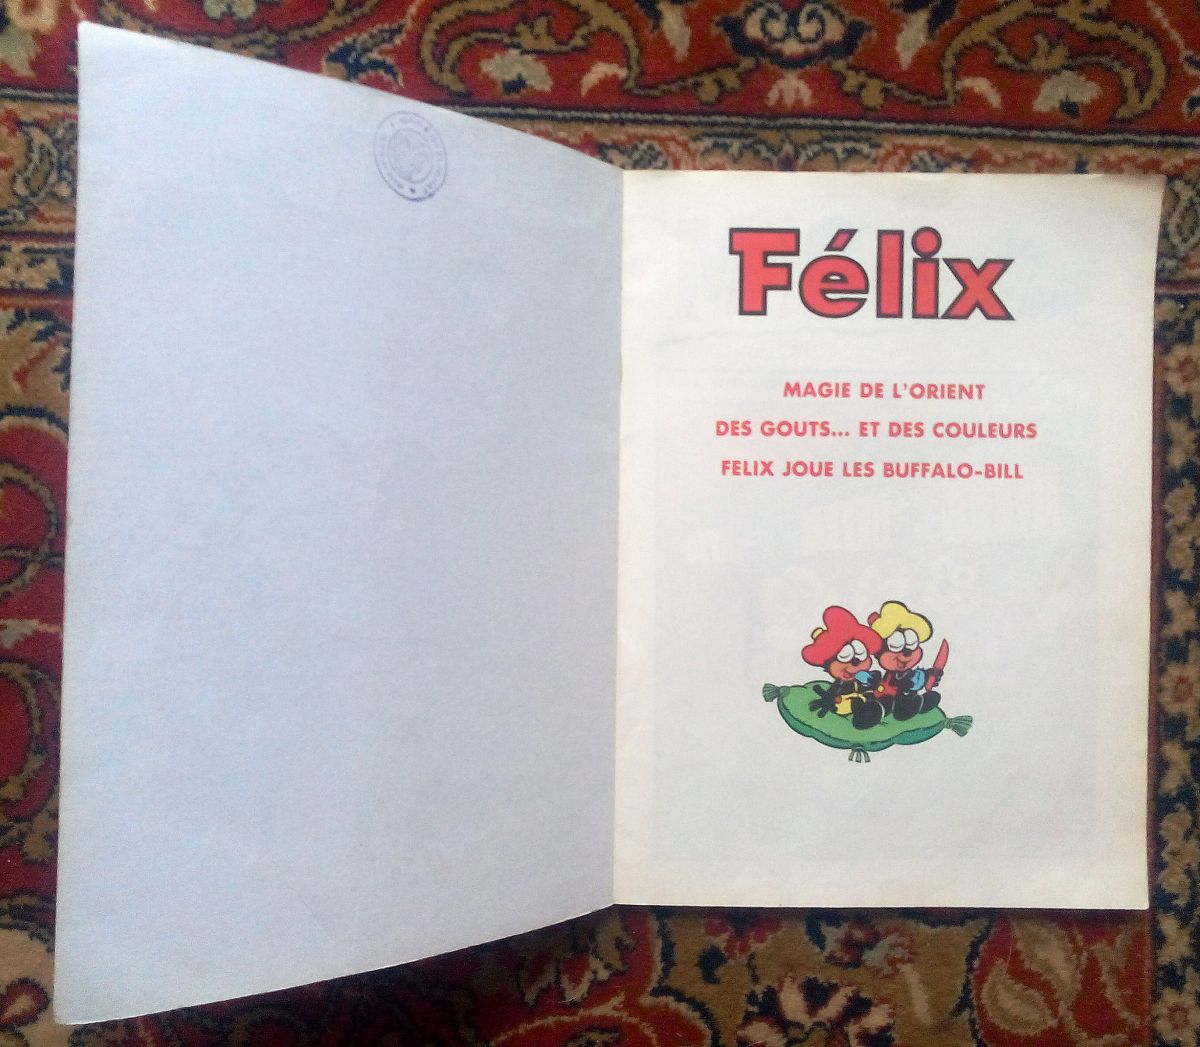 Félix
MAGIE DE L'ORIENT
DES GOUTS... ET DES COULEURS
FELIX JOUE LES BUFFALO-BILL